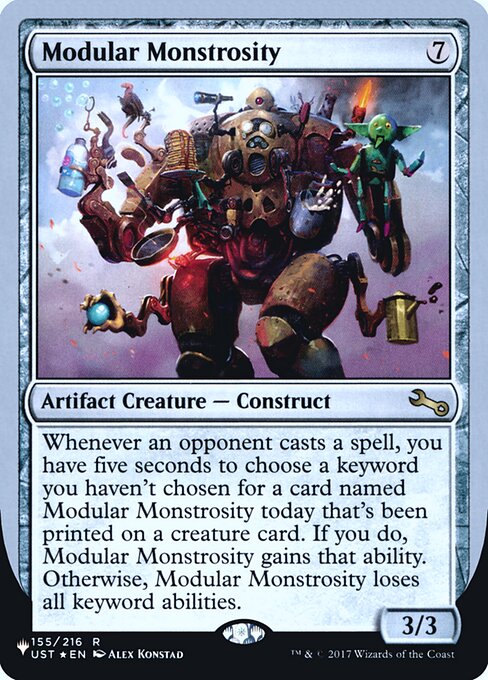 Modular Monstrosity 7
Artifact Creature — Construct
Whenever an opponent casts a spell, you
have five seconds to choose a keyword
you haven't chosen for a card named
Modular Monstrosity today that's been
printed on a creature card. If you do,
Modular Monstrosity gains that ability.
Otherwise, Modular Monstrosity loses
all keyword abilities.
3/3
155/216 R
UST ★ EN Alex Konstad
™ & © 2017 Wizards of the Coast